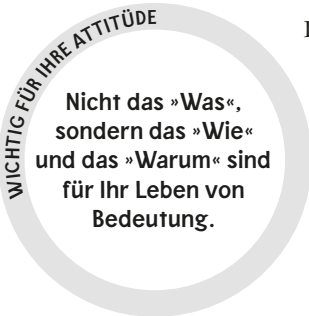 WICHTIG FÜR IHRE ATTITÜDE
Nicht das »Was«,
sondern das »Wie«
und das »Warum« sind
für Ihr Leben von
Bedeutung.